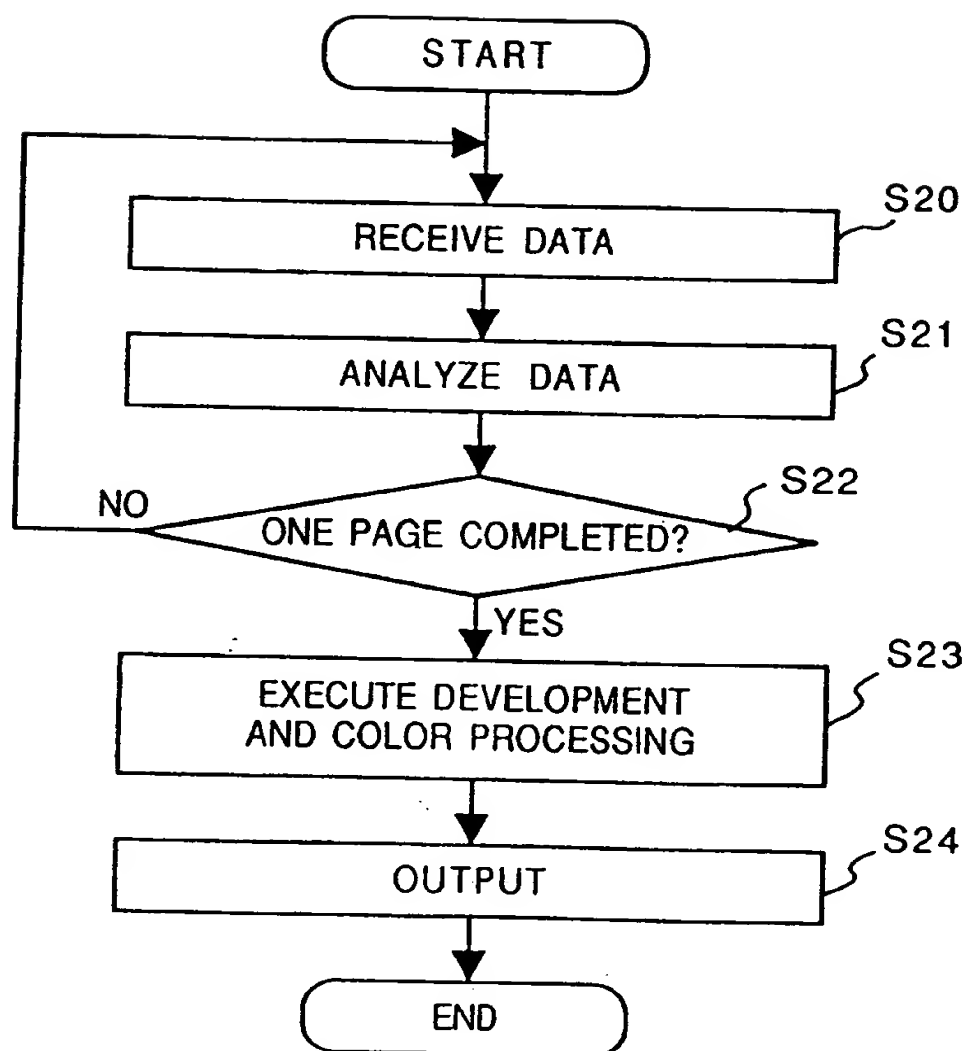 START
S20
RECEIVE DATA
S21
ANALYZE DATA
S22
NO
ONE PAGE COMPLETED?
YES
S23
EXECUTE DEVELOPMENT
AND COLOR PROCESSING
S24
OUTPUT
END